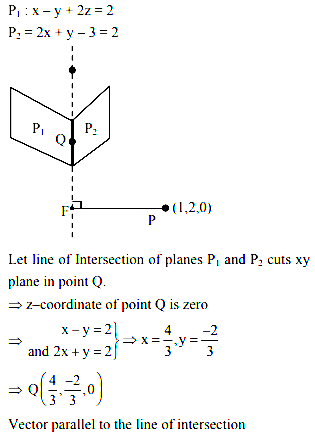 P₁ : x – y + 2z = 2
P₂ = 2x + y – 3 = 2
P₁ P₂
Q
F
P
(1,2,0)
Let line of Intersection of planes P₁ and P₂ cuts xy
plane in point Q.
⇒ z–coordinate of point Q is zero
⇒ x – y = 2
and 2x + y = 2} ⇒ x = 4/3, y = –2/3
⇒ Q(4/3, –2/3, 0)
Vector parallel to the line of intersection